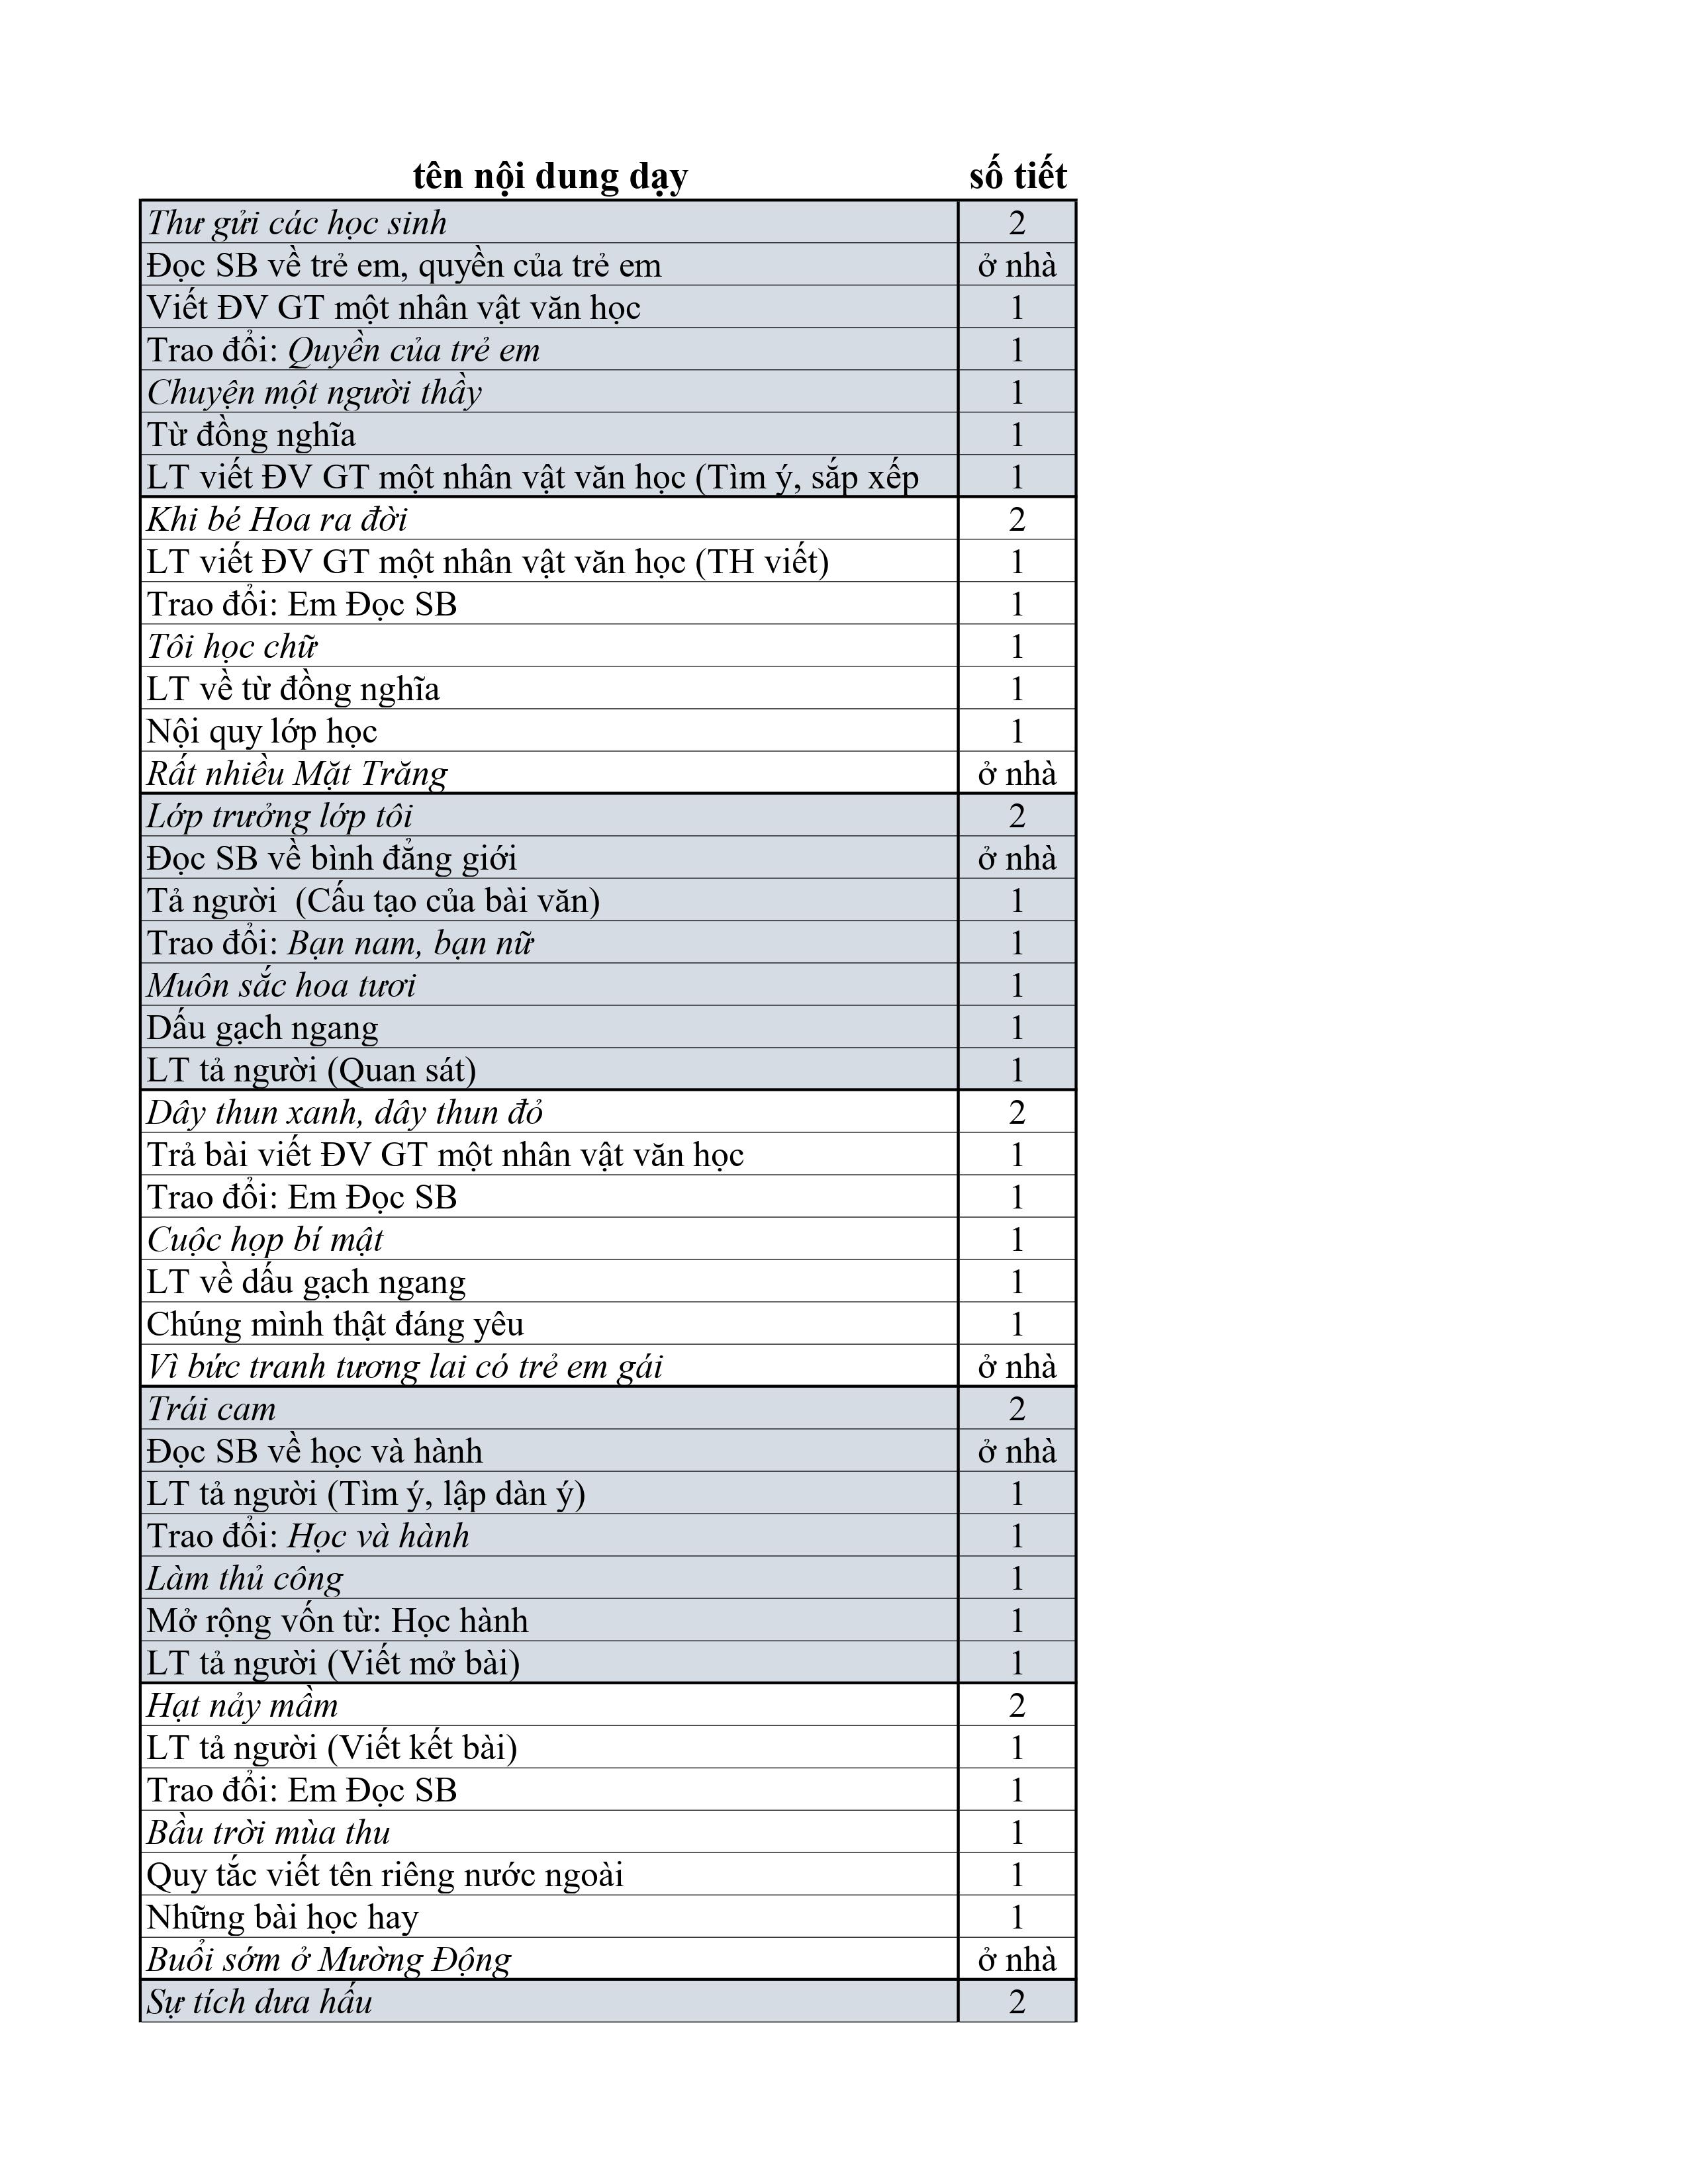 tên nội dung dạy số tiết
Thư gửi các học sinh 2
Đọc SB về trẻ em, quyền của trẻ em ở nhà
Viết ĐV GT một nhân vật văn học 1
Trao đổi: Quyền của trẻ em 1
Chuyện một người thầy 1
Từ đồng nghĩa 1
LT viết ĐV GT một nhân vật văn học (Tìm ý, sắp xếp 1
Khi bé Hoa ra đời 2
LT viết ĐV GT một nhân vật văn học (TH viết) 1
Trao đổi: Em Đọc SB 1
Tôi học chữ 1
LT về từ đồng nghĩa 1
Nội quy lớp học 1
Rất nhiều Mặt Trăng ở nhà
Lớp trưởng lớp tôi 2
Đọc SB về bình đẳng giới ở nhà
Tả người (Cấu tạo của bài văn) 1
Trao đổi: Bạn nam, bạn nữ 1
Muôn sắc hoa tươi 1
Dấu gạch ngang 1
LT tả người (Quan sát) 1
Dây thun xanh, dây thun đỏ 2
Trả bài viết ĐV GT một nhân vật văn học 1
Trao đổi: Em Đọc SB 1
Cuộc họp bí mật 1
LT về dấu gạch ngang 1
Chúng mình thật đáng yêu 1
Vì bức tranh tương lai có trẻ em gái ở nhà
Trái cam 2
Đọc SB về học và hành ở nhà
LT tả người (Tìm ý, lập dàn ý) 1
Trao đổi: Học và hành 1
Làm thủ công 1
Mở rộng vốn từ: Học hành 1
LT tả người (Viết mở bài) 1
Hạt nảy mầm 2
LT tả người (Viết kết bài) 1
Trao đổi: Em Đọc SB 1
Bầu trời mùa thu 1
Quy tắc viết tên riêng nước ngoài 1
Những bài học hay 1
Buổi sớm ở Mường Động ở nhà
Sự tích dưa hấu 2